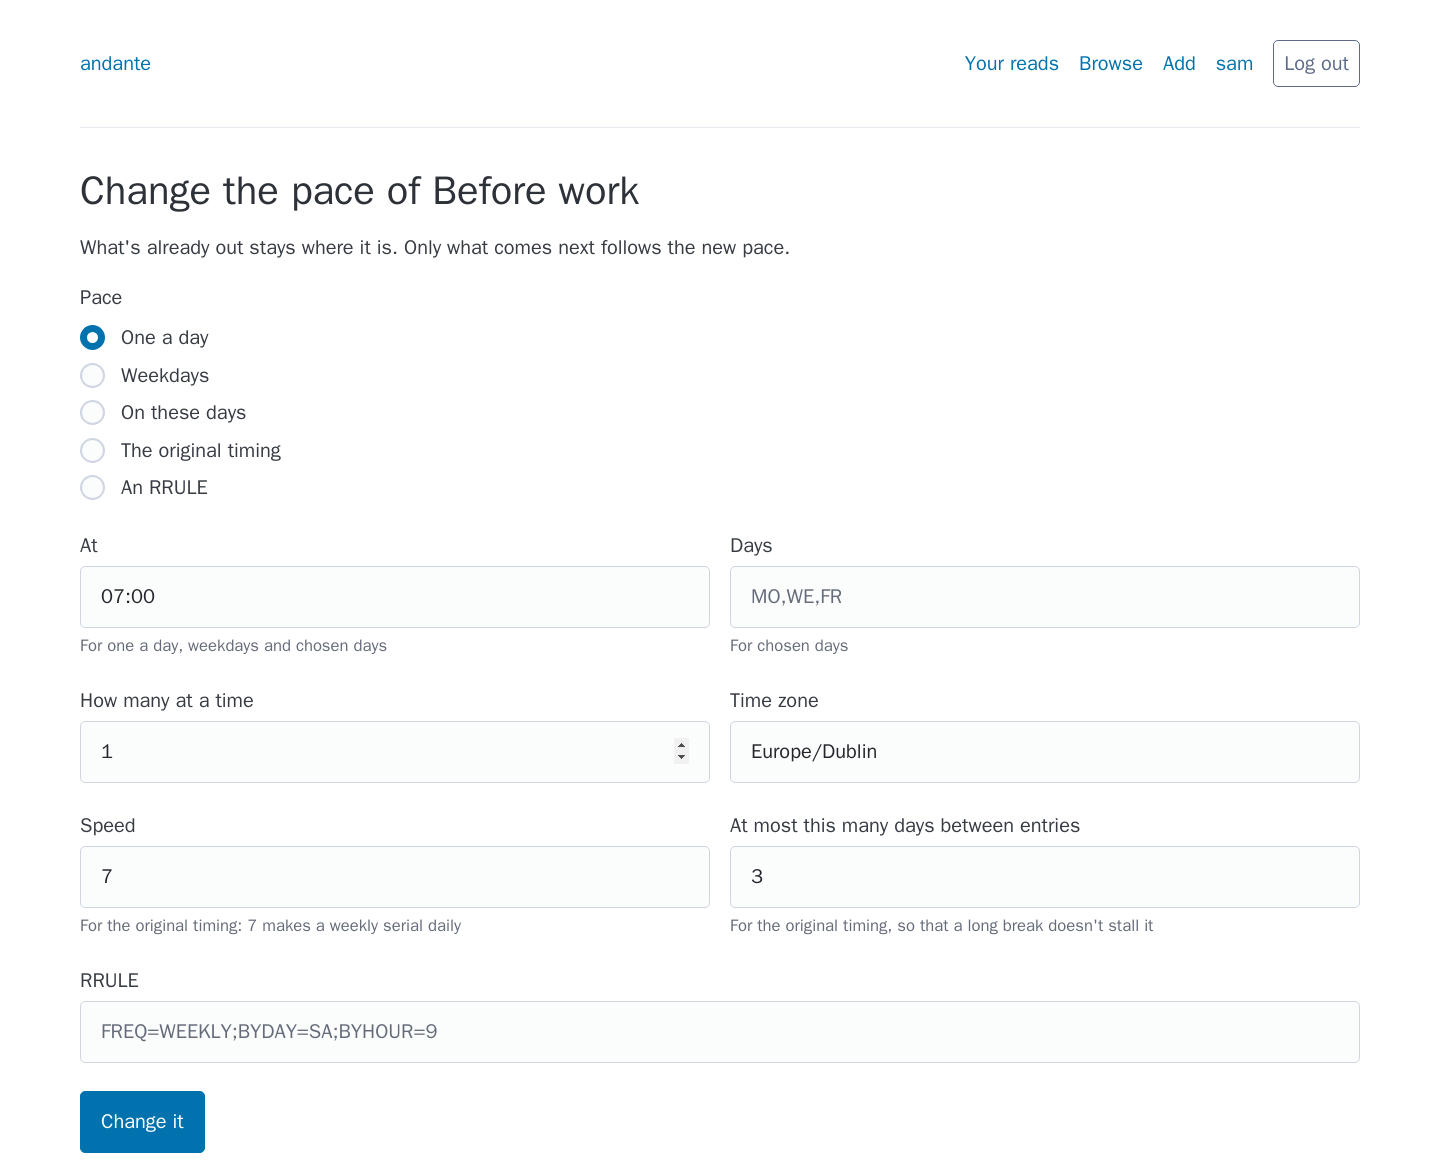 andante
Your reads
Browse
Add
sam
Log out
Change the pace of Before work
What's already out stays where it is. Only what comes next follows the new pace.
Pace
One a day
Weekdays
On these days
The original timing
An RRULE
At
07:00
For one a day, weekdays and chosen days
Days
MO,WE,FR
For chosen days
How many at a time
1
Time zone
Europe/Dublin
Speed
7
For the original timing: 7 makes a weekly serial daily
At most this many days between entries
3
For the original timing, so that a long break doesn't stall it
RRULE
FREQ=WEEKLY;BYDAY=SA;BYHOUR=9
Change it